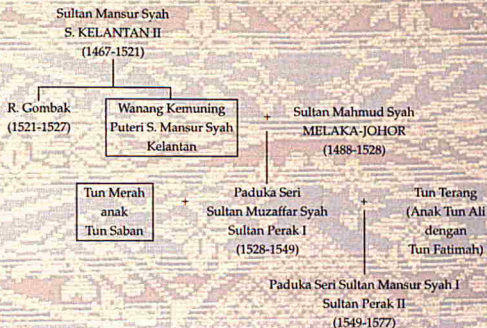 Sultan Mansur Syah
S. KELANTAN II
(1467-1521)
R. Gombak
(1521-1527)
Wanang Kemuning
Puteri S. Mansur Syah
Kelantan
+
Sultan Mahmud Syah
MELAKA-JOHOR
(1488-1528)
Tun Merah
anak
Tun Saban
+
Paduka Seri
Sultan Muzaffar Syah
Sultan Perak I
(1528-1549)
+
Tun Terang
(Anak Tun Ali
dengan
Tun Fatimah)
Paduka Seri Sultan Mansur Syah I
Sultan Perak II
(1549-1577)